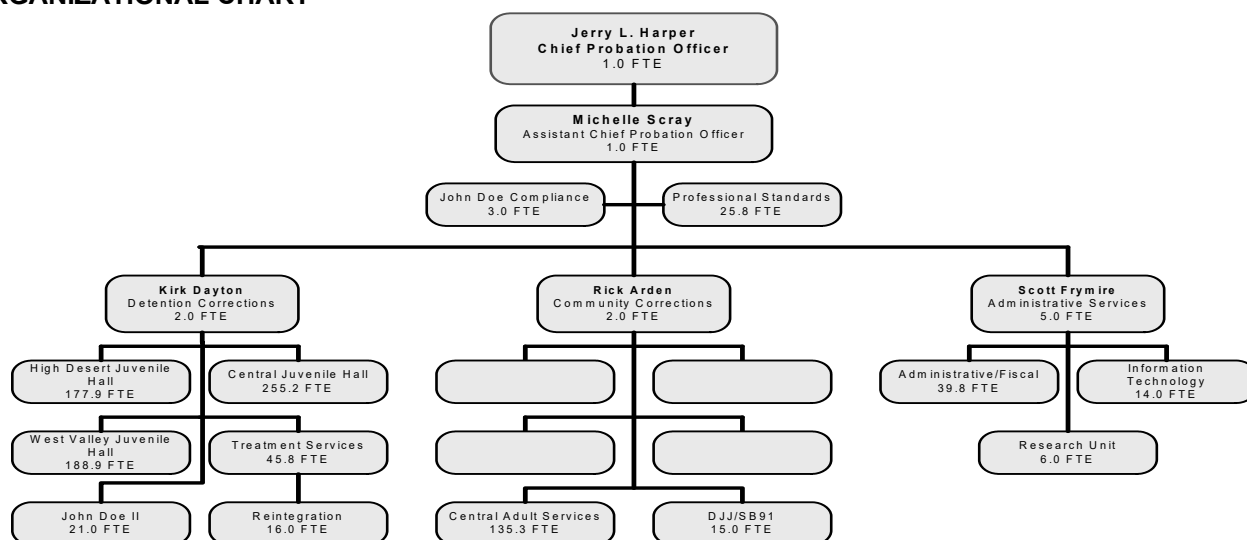 ORGANIZATIONAL CHART
Jerry L. Harper
Chief Probation Officer
1.0 FTE
Michelle Scray
Assistant Chief Probation Officer
1.0 FTE
John Doe Compliance
3.0 FTE
Professional Standards
25.8 FTE
Kirk Dayton
Detention Corrections
2.0 FTE
Rick Arden
Community Corrections
2.0 FTE
Scott Frymire
Administrative Services
5.0 FTE
High Desert Juvenile
Hall
177.9 FTE
Central Juvenile Hall
255.2 FTE
Administrative/Fiscal
39.8 FTE
Information
Technology
14.0 FTE
West Valley Juvenile
Hall
188.9 FTE
Treatment Services
45.8 FTE
Research Unit
6.0 FTE
John Doe II
21.0 FTE
Reintegration
16.0 FTE
Central Adult Services
135.3 FTE
DJJ/SB91
15.0 FTE